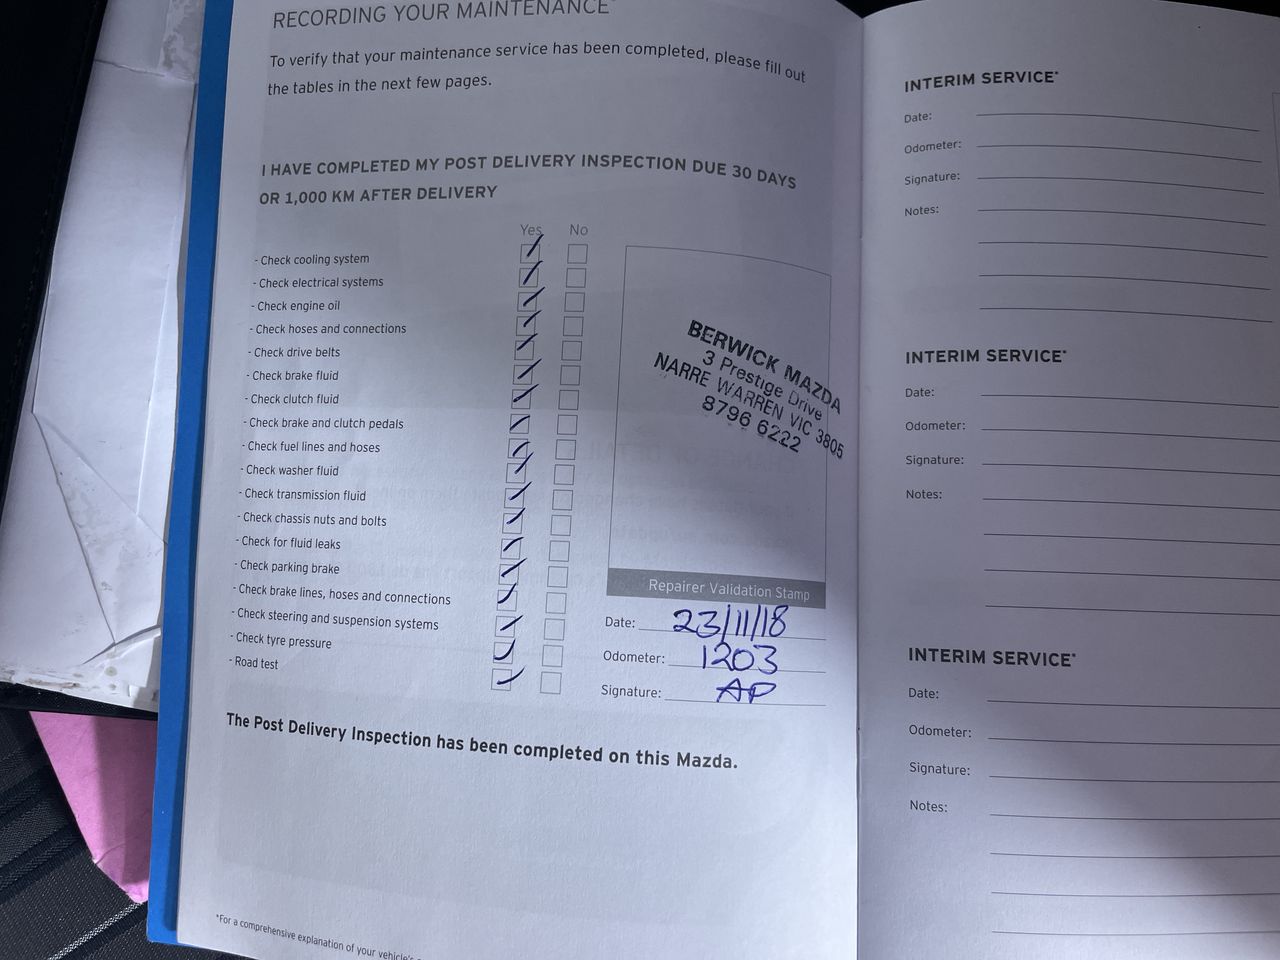 RECORDING YOUR MAINTENANCE*
To verify that your maintenance service has been completed, please fill out
the tables in the next few pages.
I HAVE COMPLETED MY POST DELIVERY INSPECTION DUE 30 DAYS
OR 1,000 KM AFTER DELIVERY
Yes No
- Check cooling system
- Check electrical systems
- Check engine oil
- Check hoses and connections
- Check drive belts
- Check brake fluid
- Check clutch fluid
- Check brake and clutch pedals
- Check fuel lines and hoses
- Check washer fluid
- Check transmission fluid
- Check chassis nuts and bolts
- Check for fluid leaks
- Check parking brake
- Check brake lines, hoses and connections
- Check steering and suspension systems
- Check tyre pressure
- Road test
BERWICK MAZDA
3 Prestige Drive
NARRE WARREN VIC 3805
8796 6222
Repairer Validation Stamp
Date: 23/11/18
Odometer: 1203
Signature: AP
The Post Delivery Inspection has been completed on this Mazda.
*For a comprehensive explanation of your vehicle's
INTERIM SERVICE*
Date:
Odometer:
Signature:
Notes:
INTERIM SERVICE*
Date:
Odometer:
Signature:
Notes:
INTERIM SERVICE*
Date:
Odometer:
Signature:
Notes: